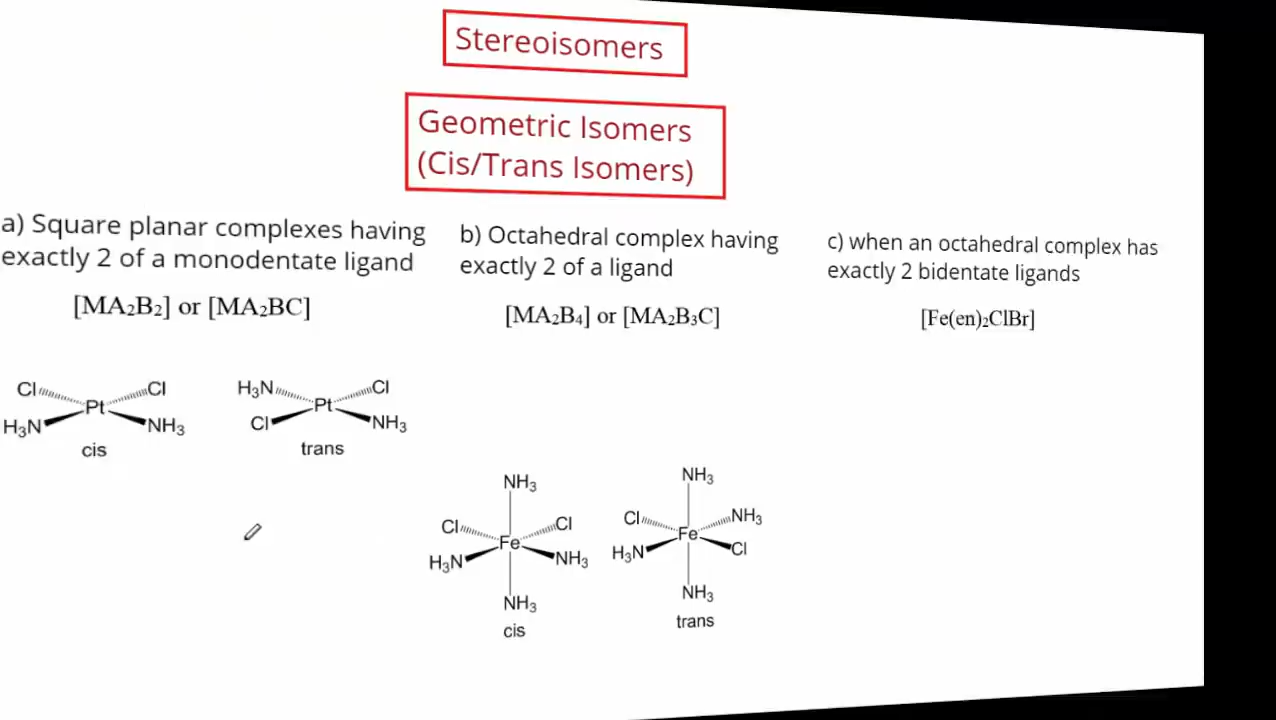 Stereoisomers
Geometric Isomers
(Cis/Trans Isomers)
a) Square planar complexes having
exactly 2 of a monodentate ligand
[MA₂B₂] or [MA₂BC]
Cl Cl
Pt
H₃N NH₃
cis
H₃N Cl
Pt
Cl NH₃
trans
b) Octahedral complex having
exactly 2 of a ligand
[MA₂B₄] or [MA₂B₃C]
NH₃
Cl Cl
Fe
H₃N NH₃
NH₃
cis
NH₃
Cl NH₃
Fe
H₃N Cl
NH₃
trans
c) when an octahedral complex has
exactly 2 bidentate ligands
[Fe(en)₂ClBr]